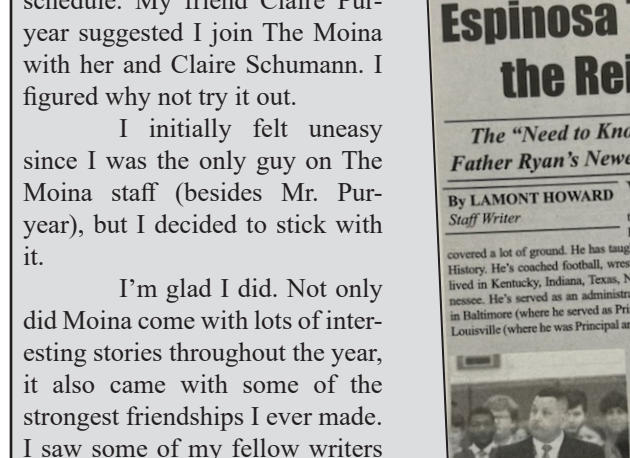 schedule. My friend Claire Pur-
year suggested I join The Moina
with her and Claire Schumann. I
figured why not try it out.
I initially felt uneasy
since I was the only guy on The
Moina staff (besides Mr. Pur-
year), but I decided to stick with
it.
I'm glad I did. Not only
did Moina come with lots of inter-
esting stories throughout the year,
it also came with some of the
strongest friendships I ever made.
I saw some of my fellow writers
Espinosa
the Rei
The "Need to Kno
Father Ryan's Newe
By LAMONT HOWARD
Staff Writer
covered a lot of ground. He has taug
History. He's coached football, wres
lived in Kentucky, Indiana, Texas, N
nessee. He's served as an administra
in Baltimore (where he served as Pri
Louisville (where he was Principal an